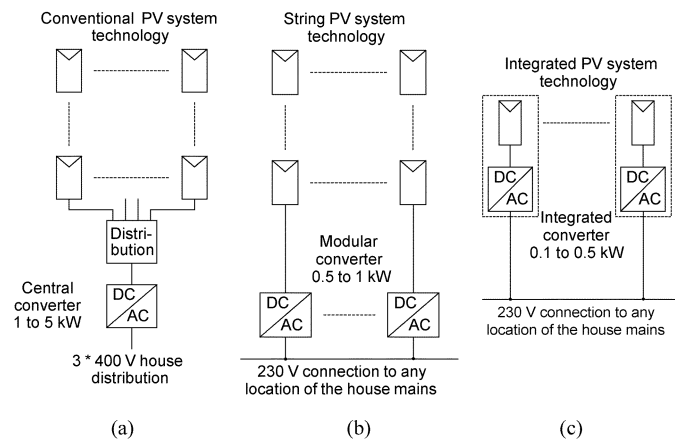 Conventional PV system
technology
Distri-
bution
Central
converter
1 to 5 kW
DC
AC
3 * 400 V house
distribution
(a)
String PV system
technology
Modular
converter
0.5 to 1 kW
DC
AC
DC
AC
230 V connection to any
location of the house mains
(b)
Integrated PV system
technology
DC
AC
DC
AC
Integrated
converter
0.1 to 0.5 kW
230 V connection to any
location of the house mains
(c)